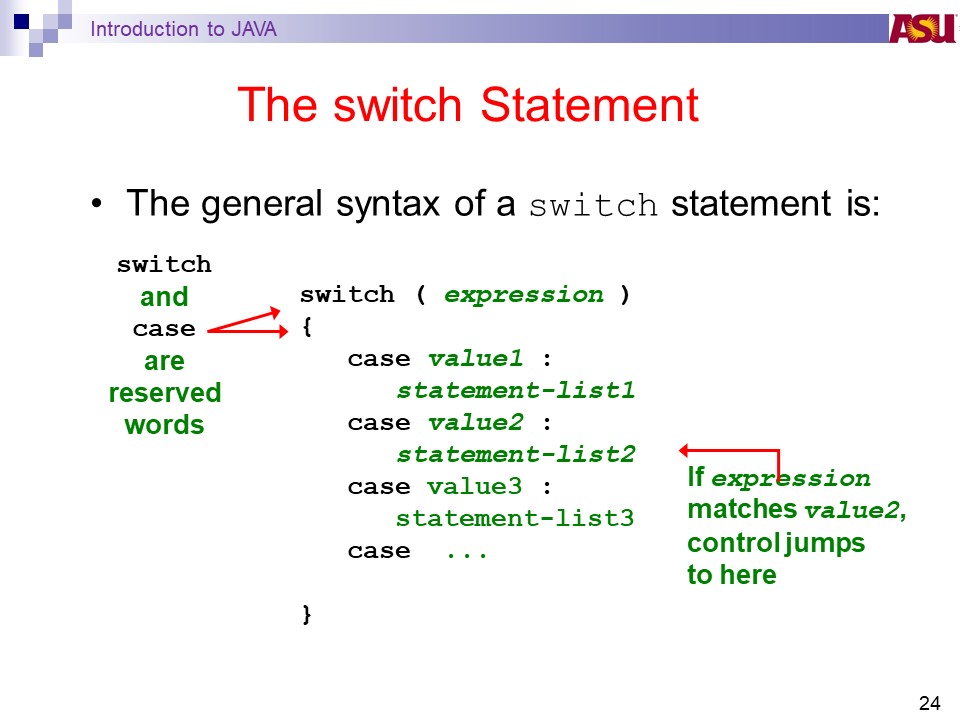 Introduction to JAVA
ASU
The switch Statement
• The general syntax of a switch statement is:
switch
and
case
are
reserved
words
switch ( expression )
{
case value1 :
statement-list1
case value2 :
statement-list2
case value3 :
statement-list3
case ...
}
If expression
matches value2,
control jumps
to here
24